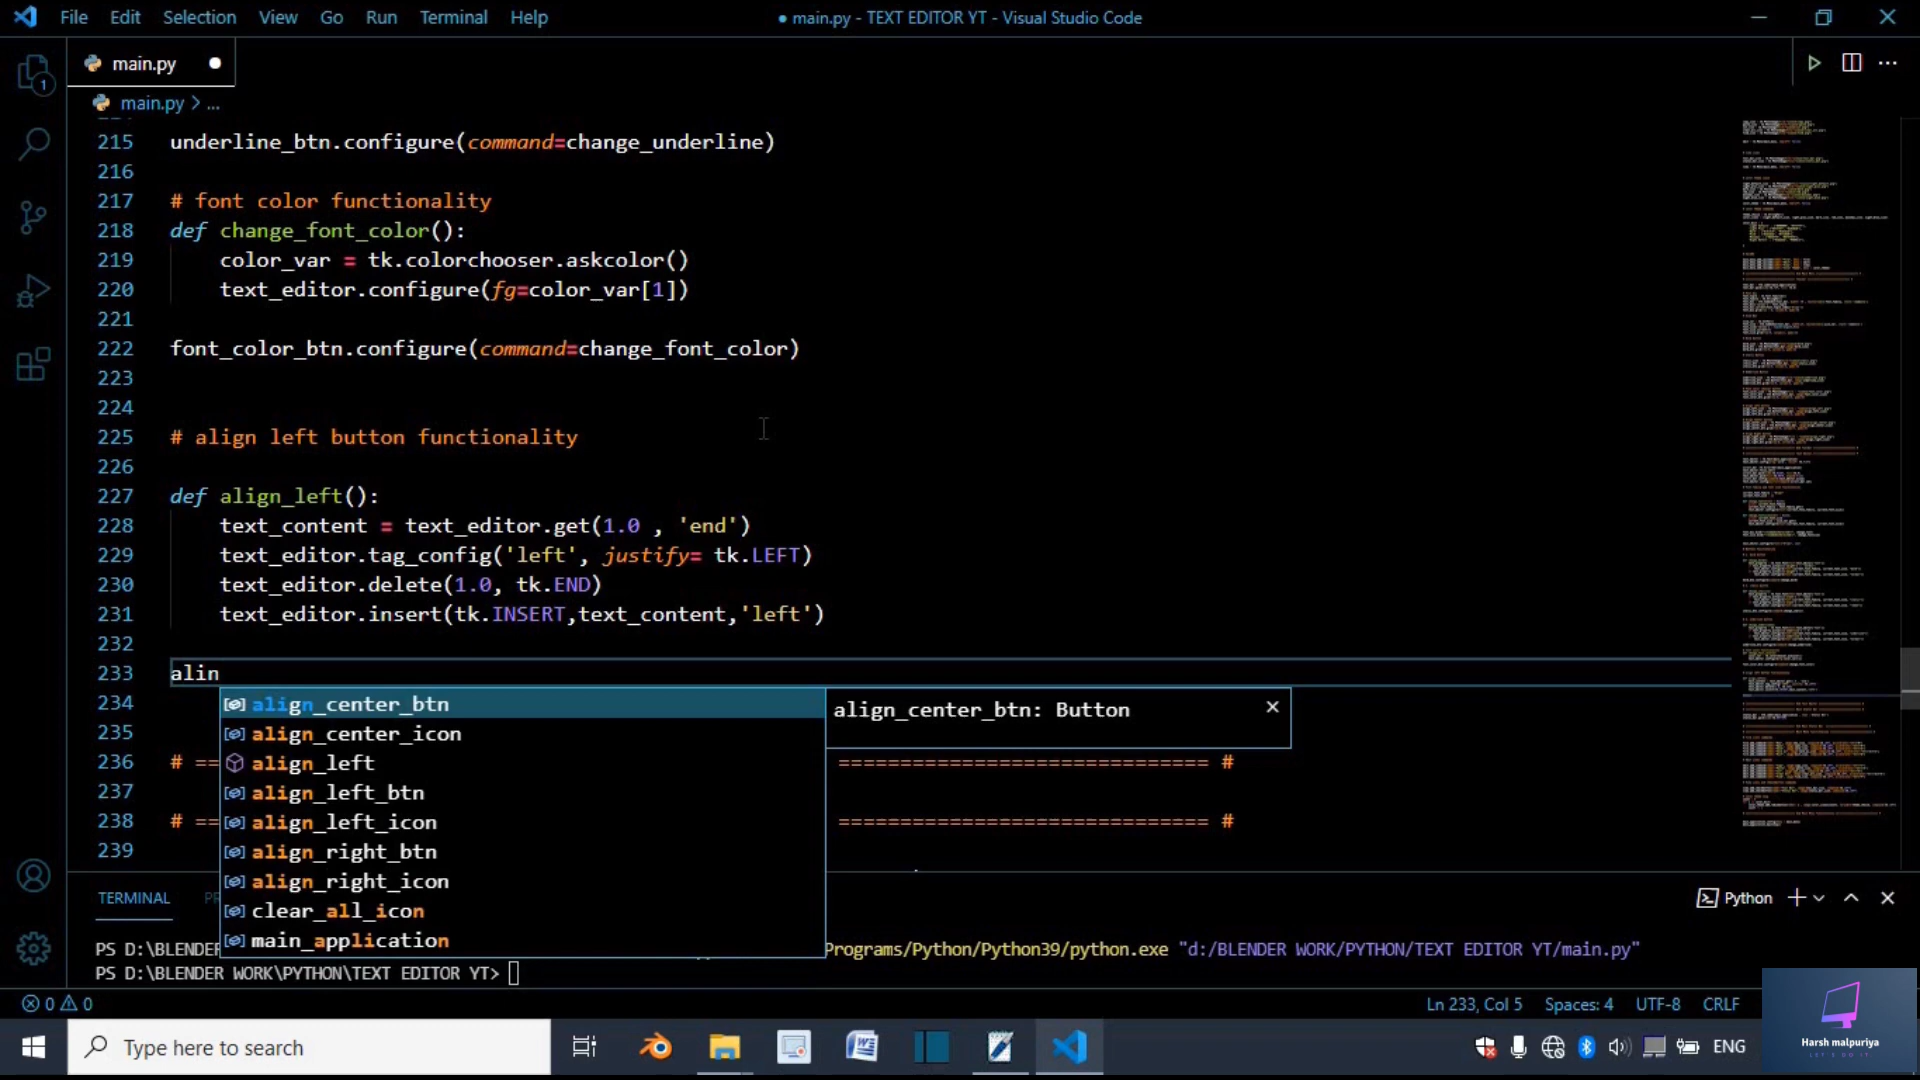 File Edit Selection View Go Run Terminal Help ● main.py - TEXT EDITOR YT - Visual Studio Code
main.py
1
main.py > ...
215 underline_btn.configure(command=change_underline)
216
217 # font color functionality
218 def change_font_color():
219 color_var = tk.colorchooser.askcolor()
220 text_editor.configure(fg=color_var[1])
221
222 font_color_btn.configure(command=change_font_color)
223
224
225 # align left button functionality
226
227 def align_left():
228 text_content = text_editor.get(1.0 , 'end')
229 text_editor.tag_config('left', justify= tk.LEFT)
230 text_editor.delete(1.0, tk.END)
231 text_editor.insert(tk.INSERT,text_content,'left')
232
233 alin
234 align_center_btn align_center_btn: Button
235 align_center_icon
236 # == align_left ============================== #
237 align_left_btn
238 # == align_left_icon ============================== #
239 align_right_btn
align_right_icon
clear_all_icon
main_application
TERMINAL Python
PS D:\BLENDER Programs/Python/Python39/python.exe "d:/BLENDER WORK/PYTHON/TEXT EDITOR YT/main.py"
PS D:\BLENDER WORK\PYTHON\TEXT EDITOR YT>
0 0 Ln 233, Col 5 Spaces: 4 UTF-8 CRLF
Type here to search ENG
Harsh malpuriya
LET'S DO IT